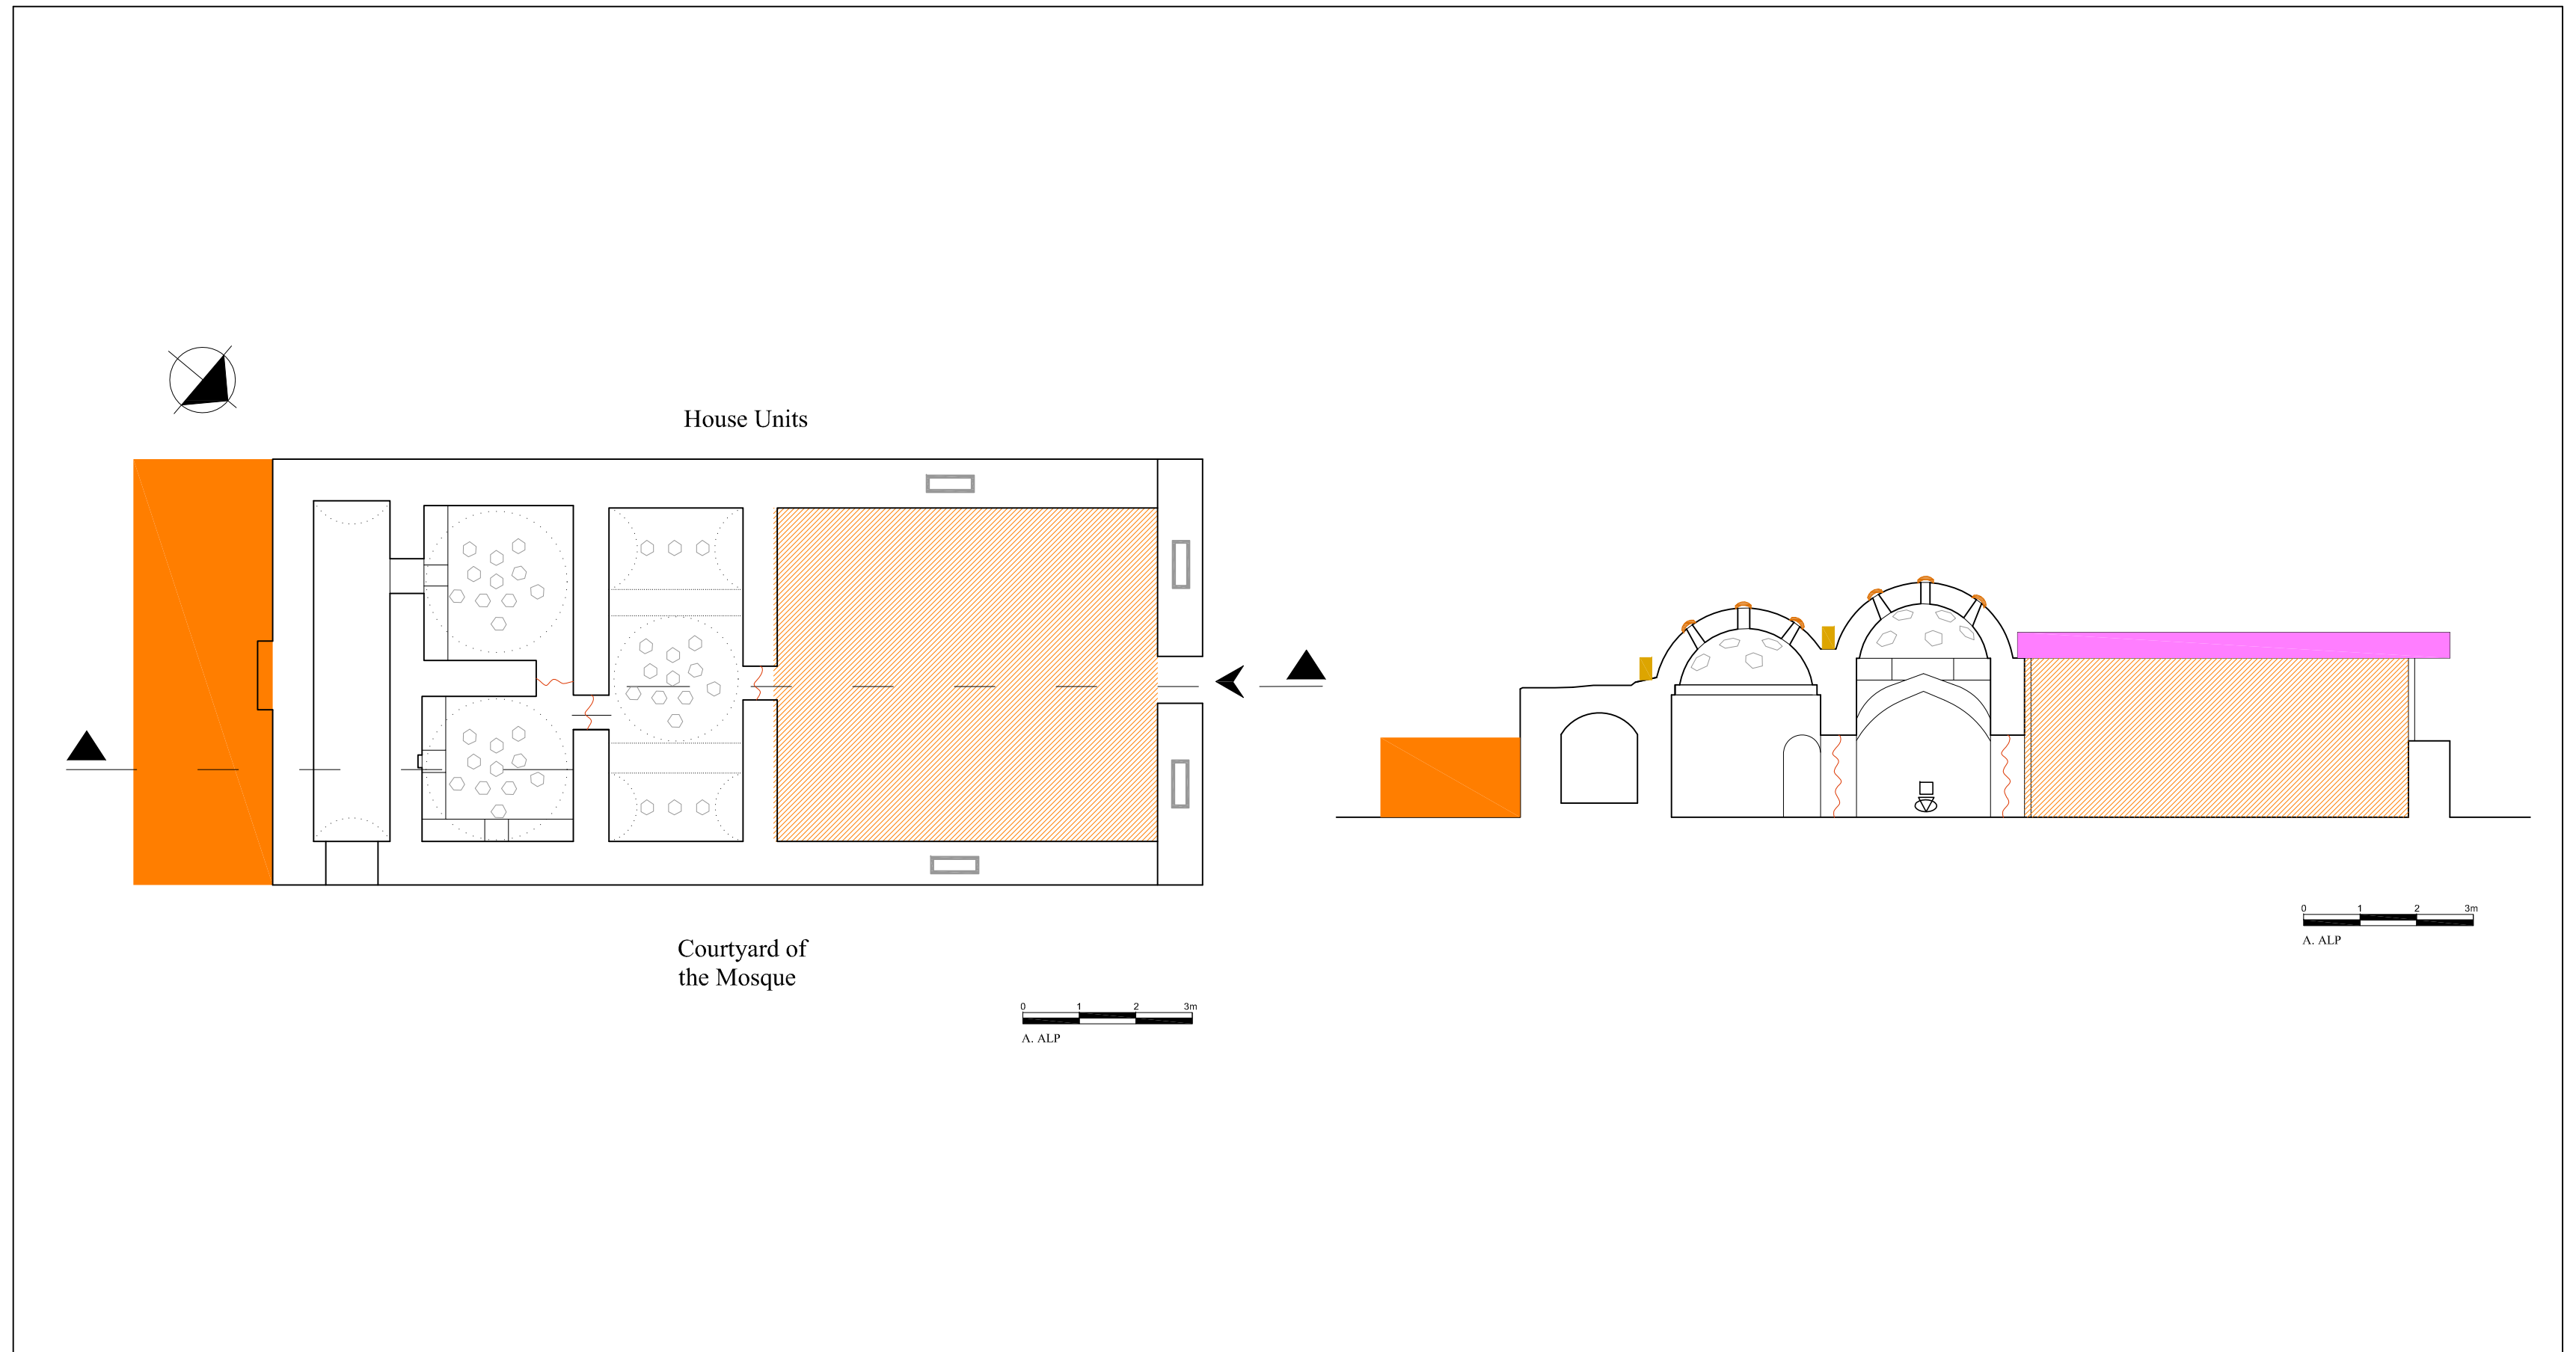 House Units
Courtyard of
the Mosque
0 1 2 3m
A. ALP
0 1 2 3m
A. ALP